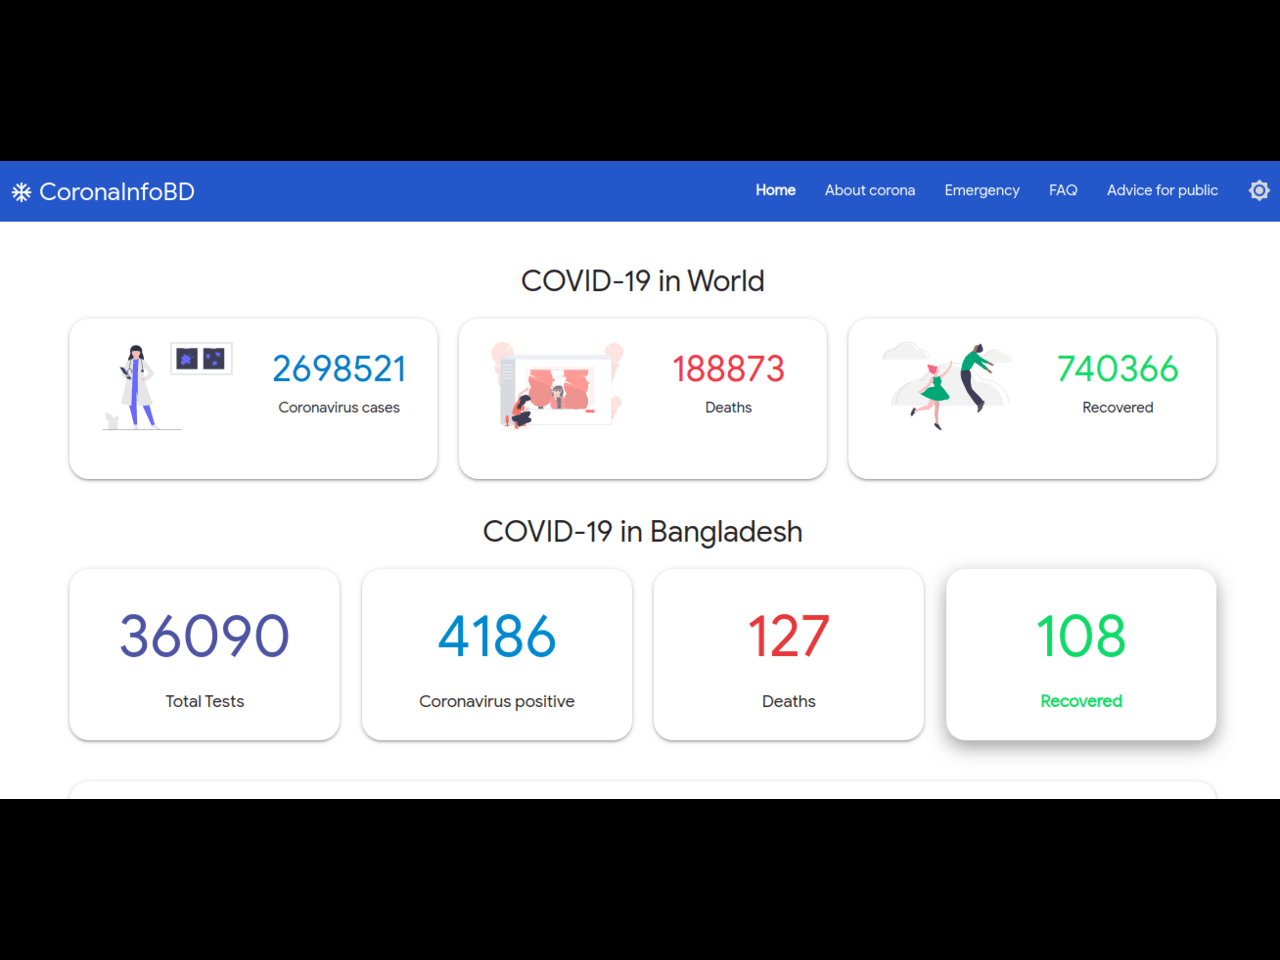 CoronaInfoBD
Home About corona Emergency FAQ Advice for public
COVID-19 in World
2698521
Coronavirus cases
188873
Deaths
740366
Recovered
COVID-19 in Bangladesh
36090
Total Tests
4186
Coronavirus positive
127
Deaths
108
Recovered